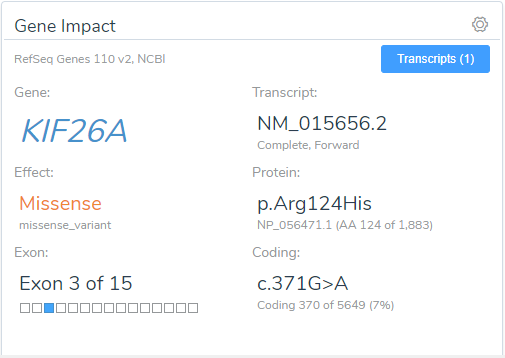 Gene Impact
RefSeq Genes 110 v2, NCBI
Transcripts (1)
Gene:
KIF26A
Transcript:
NM_015656.2
Complete, Forward
Effect:
Missense
missense_variant
Protein:
p.Arg124His
NP_056471.1 (AA 124 of 1,883)
Exon:
Exon 3 of 15
Coding:
c.371G>A
Coding 370 of 5649 (7%)